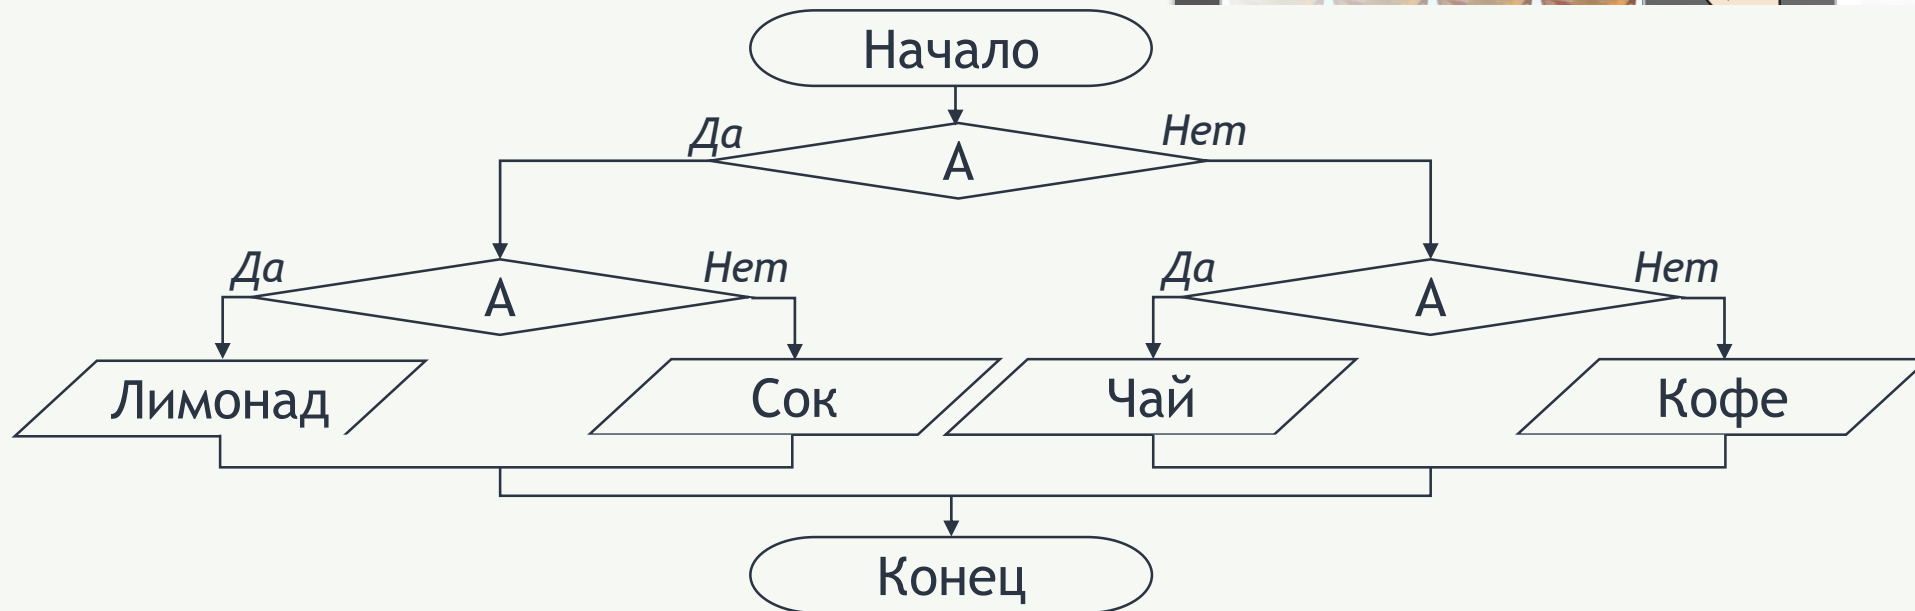 Начало
Да
Нет
А
Да
Нет
Да
Нет
А
А
Лимонад
Сок
Чай
Кофе
Конец